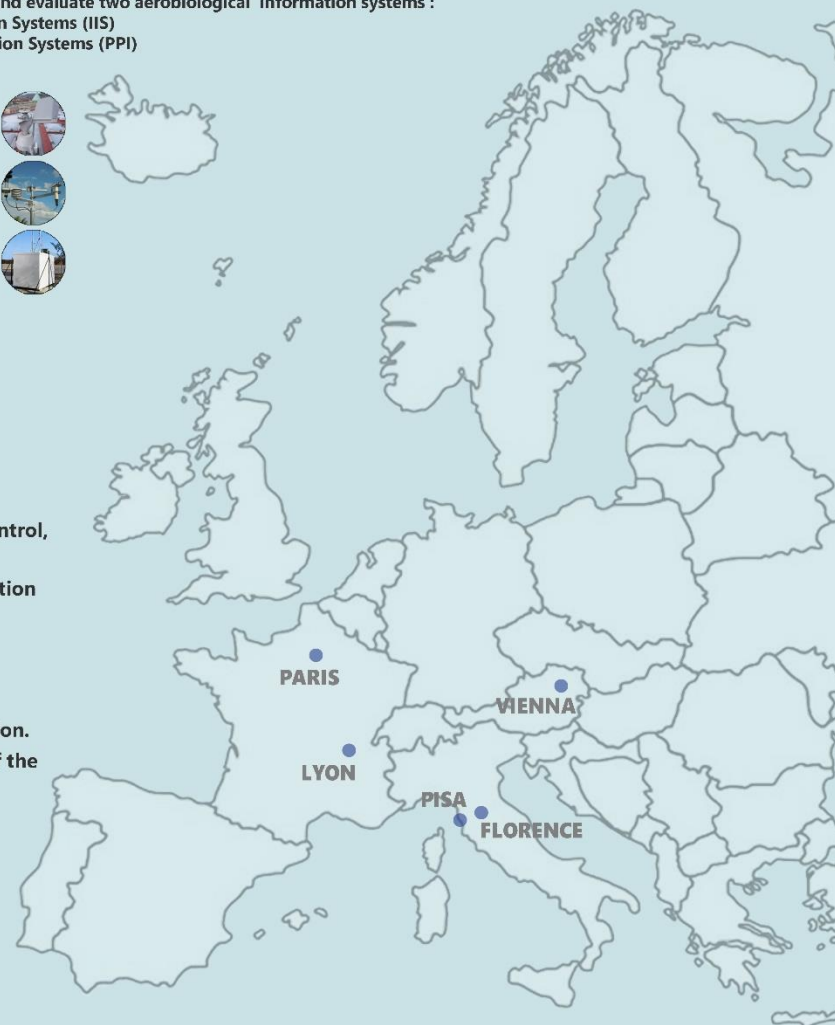 nd evaluate two aerobiological information systems :
n Systems (IIS)
ion Systems (PPI)
ntrol,
tion
PARIS
VIENNA
on.
f the
LYON
PISA
FLORENCE